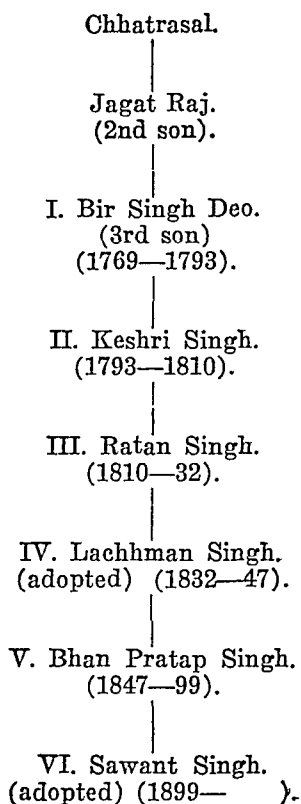 Chhatrasal.
Jagat Raj.
(2nd son).
I. Bir Singh Deo.
(3rd son)
(1769—1793).
II. Keshri Singh.
(1793—1810).
III. Ratan Singh.
(1810—32).
IV. Lachhman Singh.
(adopted) (1832—47).
V. Bhan Pratap Singh.
(1847—99).
VI. Sawant Singh.
(adopted) (1899— ).